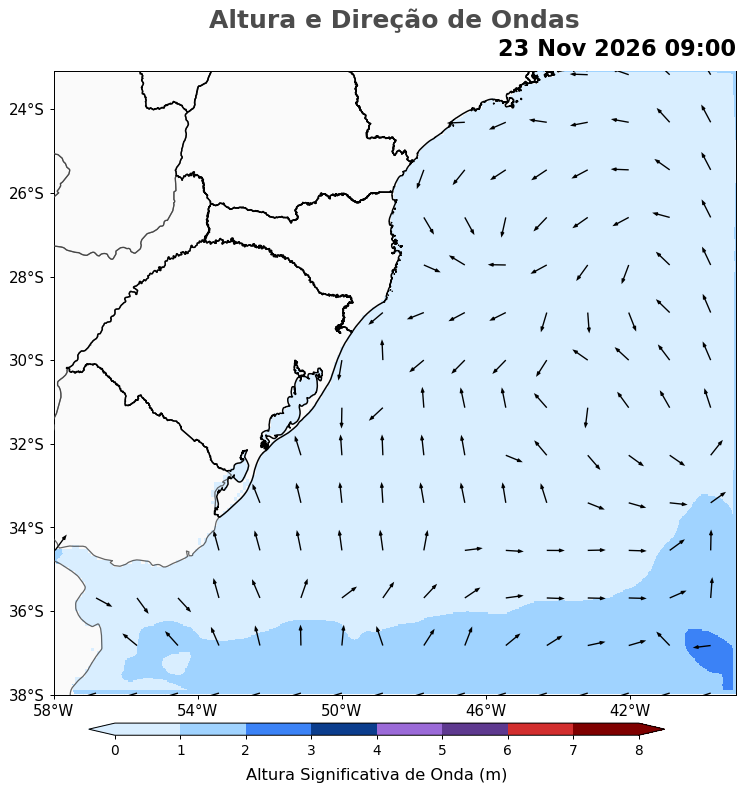 Altura e Direção de Ondas
23 Nov 2026 09:00
24°S
26°S
28°S
30°S
32°S
34°S
36°S
38°S
58°W 54°W 50°W 46°W 42°W
0 1 2 3 4 5 6 7 8
Altura Significativa de Onda (m)